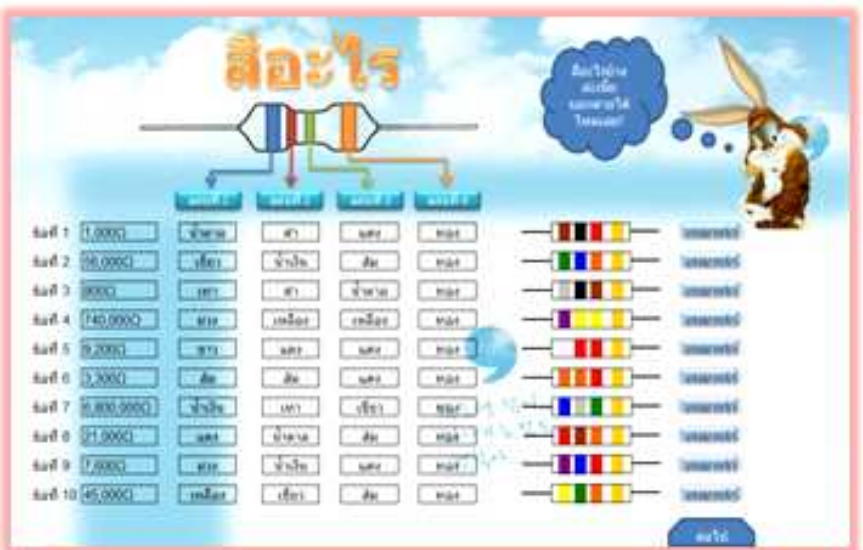 สีอะไร
ข้อที่ 1 1,000Ω น้ำตาล ดำ แดง ทอง
ข้อที่ 2 56,000Ω เขียว น้ำเงิน ส้ม ทอง
ข้อที่ 3 800Ω เทา ดำ น้ำตาล ทอง
ข้อที่ 4 740,000Ω ม่วง เหลือง เหลือง ทอง
ข้อที่ 5 9,200Ω ขาว แดง แดง ทอง
ข้อที่ 6 3,300Ω ส้ม ส้ม แดง ทอง
ข้อที่ 7 6,800,000Ω น้ำเงิน เทา เขียว ทอง
ข้อที่ 8 21,000Ω แดง น้ำตาล ส้ม ทอง
ข้อที่ 9 7,600Ω ม่วง น้ำเงิน แดง ทอง
ข้อที่ 10 45,000Ω เหลือง เขียว ส้ม ทอง